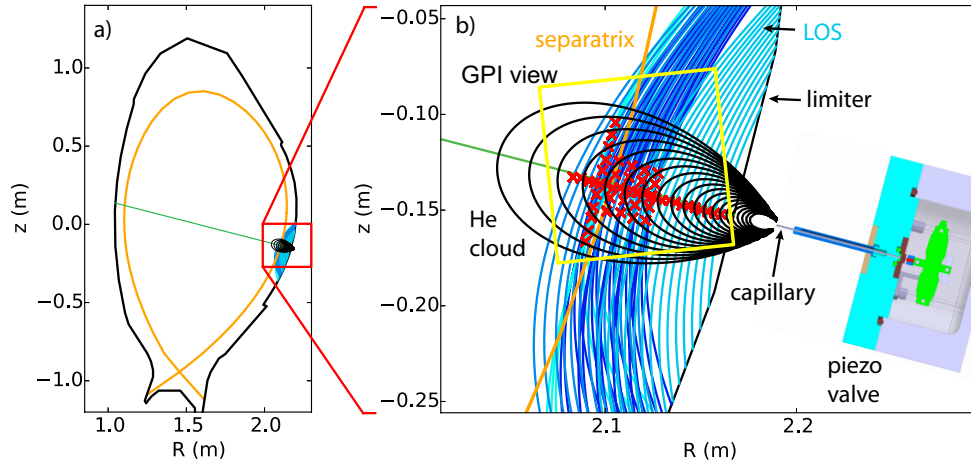 a)
1.0
0.5
0.0
−0.5
−1.0
z (m)
1.0
1.5
2.0
R (m)
b)
−0.05
−0.10
−0.15
−0.20
−0.25
z (m)
2.1
2.2
R (m)
separatrix
LOS
GPI view
limiter
He
cloud
capillary
piezo
valve